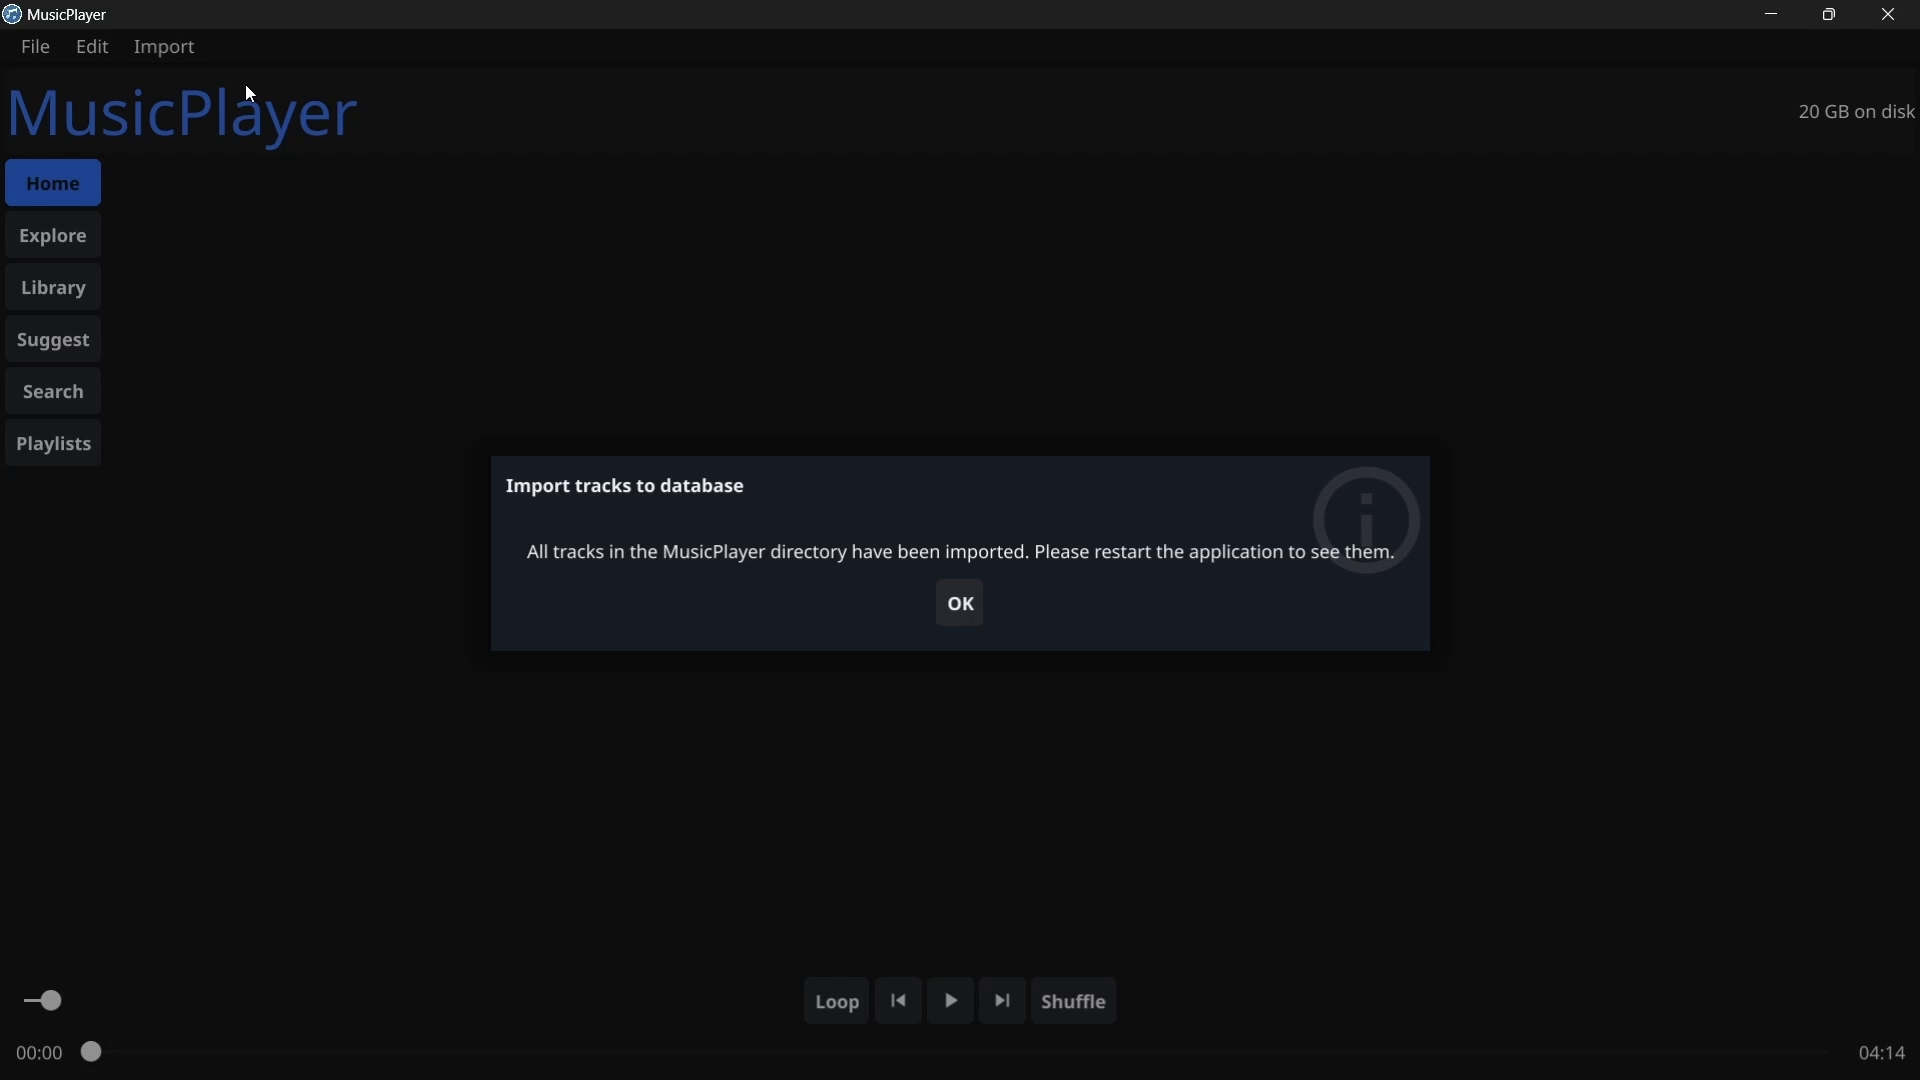 MusicPlayer
File Edit Import
MusicPlayer
20 GB on disk
Home
Explore
Library
Suggest
Search
Playlists
Import tracks to database
All tracks in the MusicPlayer directory have been imported. Please restart the application to see them.
OK
Loop
Shuffle
00:00
04:14